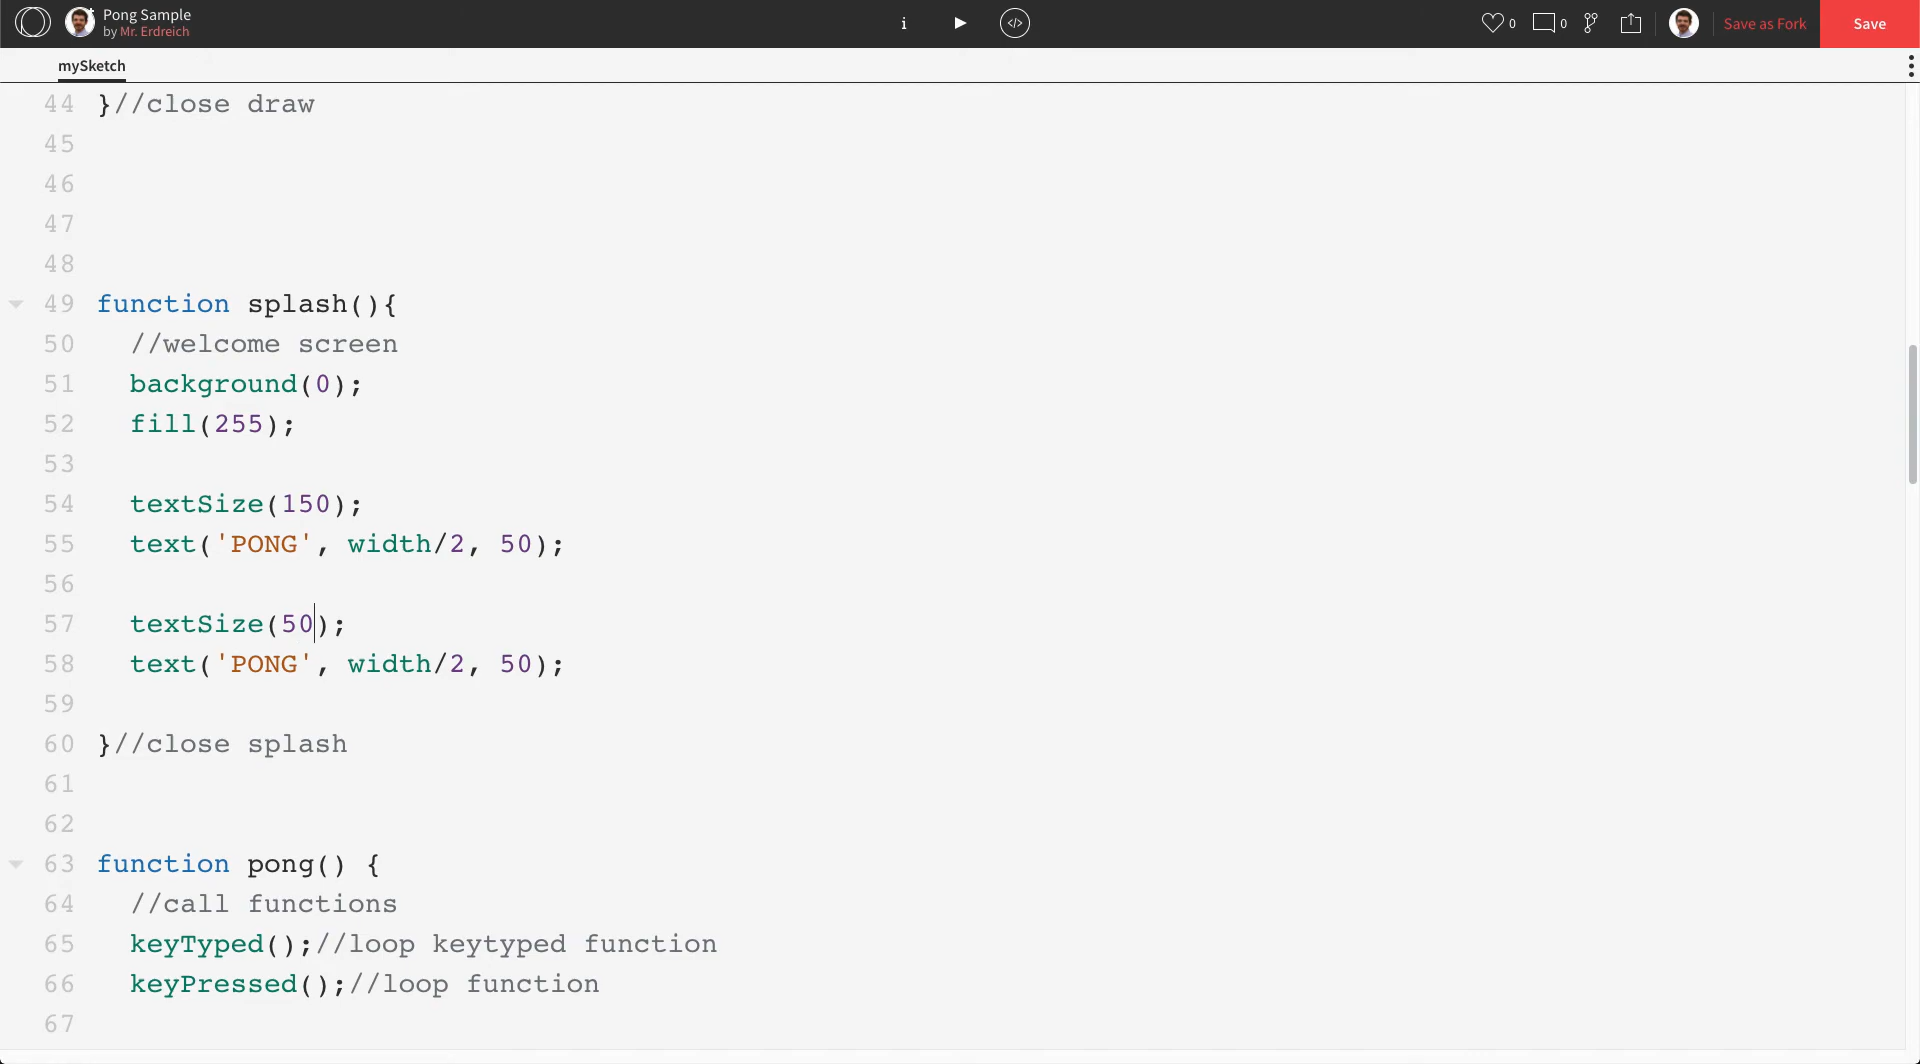 Pong Sample
by Mr. Erdreich
i
</>
0
0
Save as Fork
Save
mySketch
44 }//close draw
45
46
47
48
49 function splash(){
50   //welcome screen
51   background(0);
52   fill(255);
53
54   textSize(150);
55   text('PONG', width/2, 50);
56
57   textSize(50);
58   text('PONG', width/2, 50);
59
60 }//close splash
61
62
63 function pong() {
64   //call functions
65   keyTyped();//loop keytyped function
66   keyPressed();//loop function
67